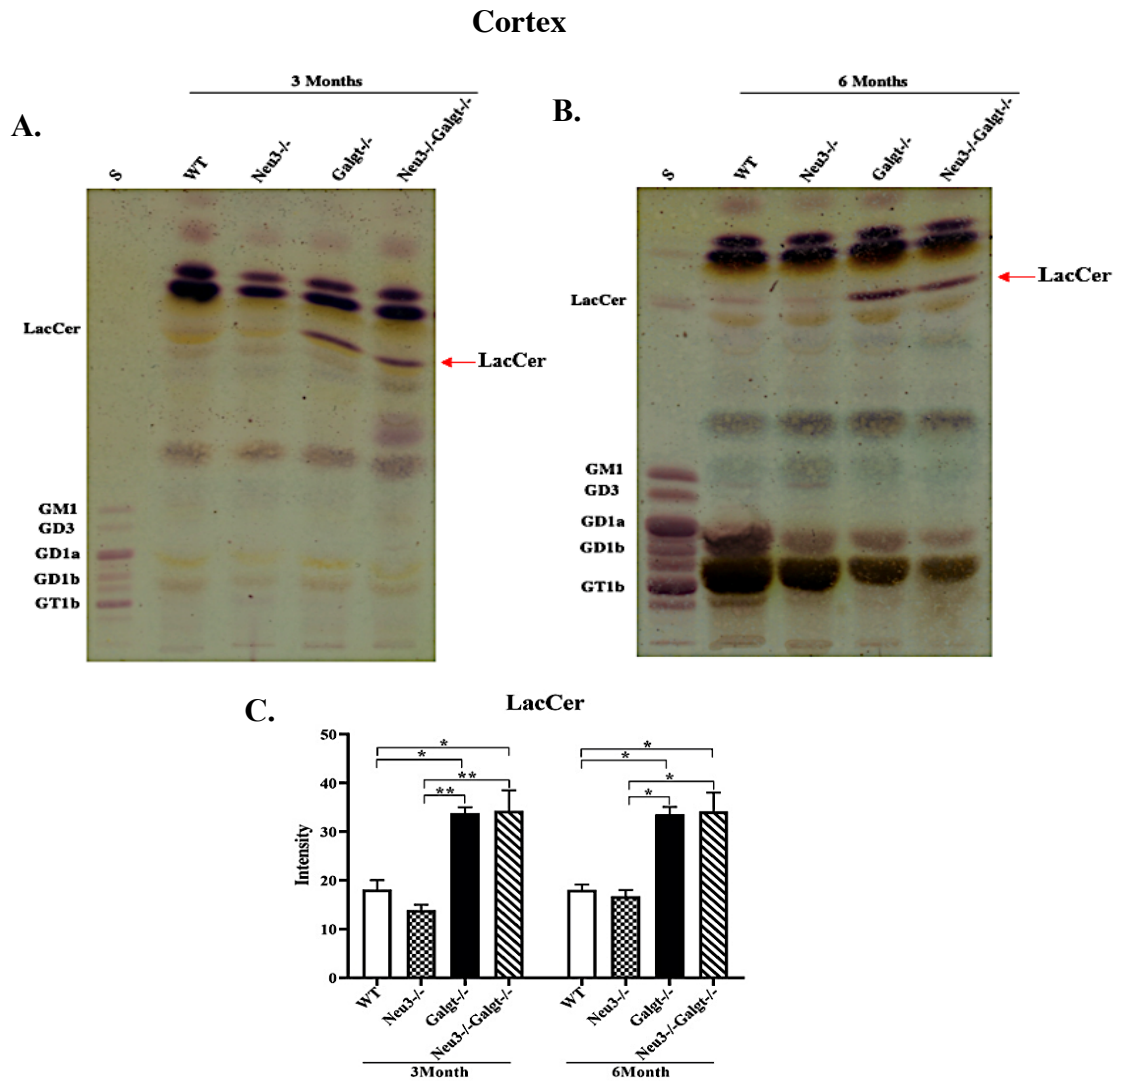 Cortex
A.
3 Months
S
WT
Neu3-/-
Galgt-/-
Neu3-/-Galgt-/-
LacCer
LacCer
GM1
GD3
GD1a
GD1b
GT1b
B.
6 Months
S
WT
Neu3-/-
Galgt-/-
Neu3-/-Galgt-/-
LacCer
LacCer
GM1
GD3
GD1a
GD1b
GT1b
C.
LacCer
Intensity
50
40
30
20
10
0
*
*
**
**
*
*
*
*
WT
Neu3-/-
Galgt-/-
Neu3-/-Galgt-/-
WT
Neu3-/-
Galgt-/-
Neu3-/-Galgt-/-
3Month
6Month